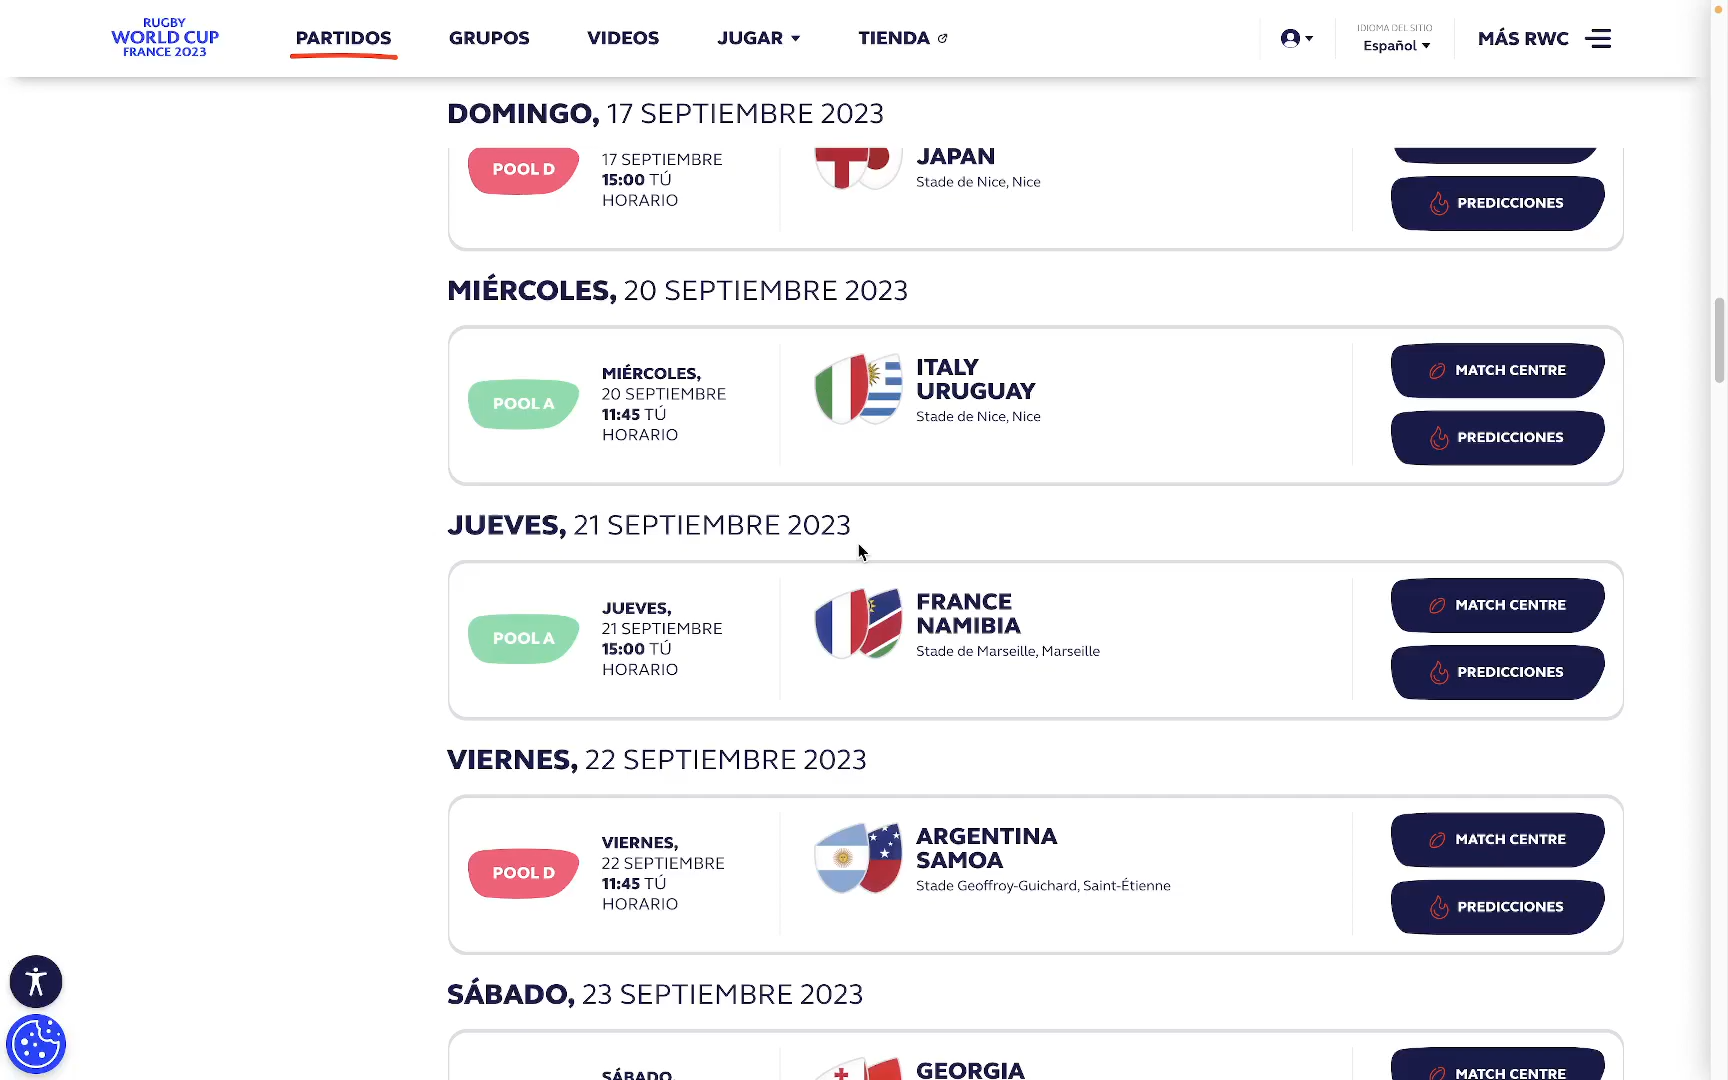 RUGBY
WORLD CUP
FRANCE 2023
PARTIDOS
GRUPOS
VIDEOS
JUGAR
TIENDA
IDIOMA DEL SITIO
Español
MÁS RWC
DOMINGO, 17 SEPTIEMBRE 2023
POOL D
17 SEPTIEMBRE
15:00 TÚ
HORARIO
JAPAN
Stade de Nice, Nice
PREDICCIONES
MIÉRCOLES, 20 SEPTIEMBRE 2023
POOL A
MIÉRCOLES,
20 SEPTIEMBRE
11:45 TÚ
HORARIO
ITALY
URUGUAY
Stade de Nice, Nice
MATCH CENTRE
PREDICCIONES
JUEVES, 21 SEPTIEMBRE 2023
POOL A
JUEVES,
21 SEPTIEMBRE
15:00 TÚ
HORARIO
FRANCE
NAMIBIA
Stade de Marseille, Marseille
MATCH CENTRE
PREDICCIONES
VIERNES, 22 SEPTIEMBRE 2023
POOL D
VIERNES,
22 SEPTIEMBRE
11:45 TÚ
HORARIO
ARGENTINA
SAMOA
Stade Geoffroy-Guichard, Saint-Étienne
MATCH CENTRE
PREDICCIONES
SÁBADO, 23 SEPTIEMBRE 2023
SÁBADO,
GEORGIA
MATCH CENTRE